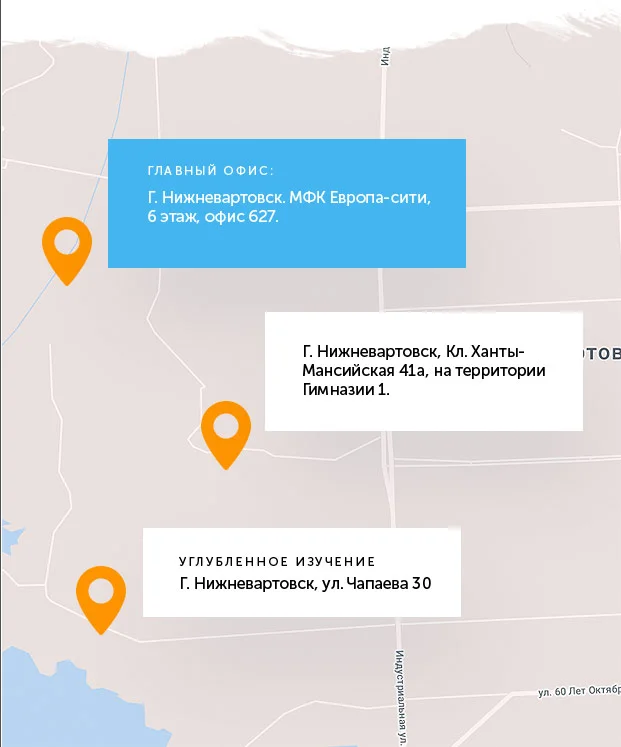 Инд
ГЛАВНЫЙ ОФИС:
Г. Нижневартовск. МФК Европа-сити,
6 этаж, офис 627.
Г. Нижневартовск, Кл. Ханты-
Мансийская 41а, на территории
Гимназии 1.
ртов
УГЛУБЛЕННОЕ ИЗУЧЕНИЕ
Г. Нижневартовск, ул. Чапаева 30
Индустриальная ул.
ул. 60 Лет Октябр